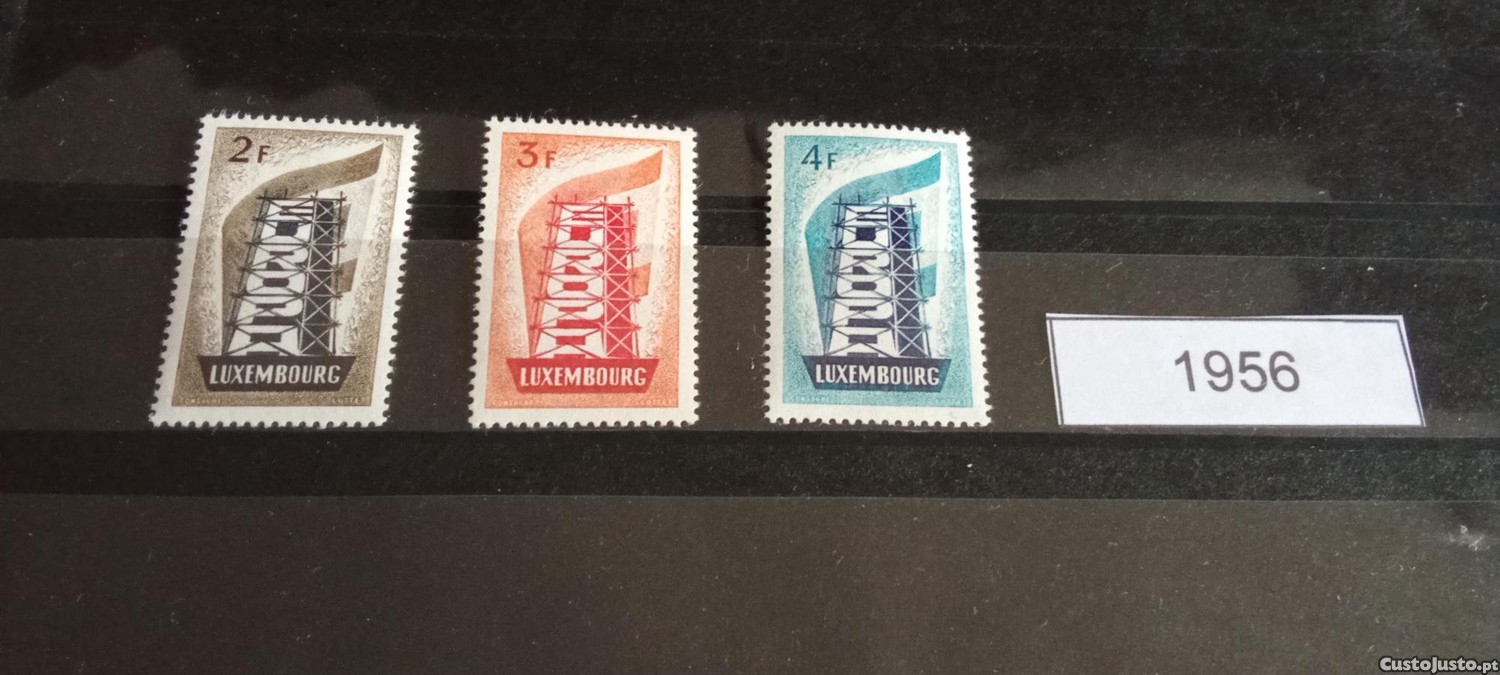 2F
LUXEMBOURG
3F
LUXEMBOURG
4F
LUXEMBOURG
1956
CustoJusto.pt